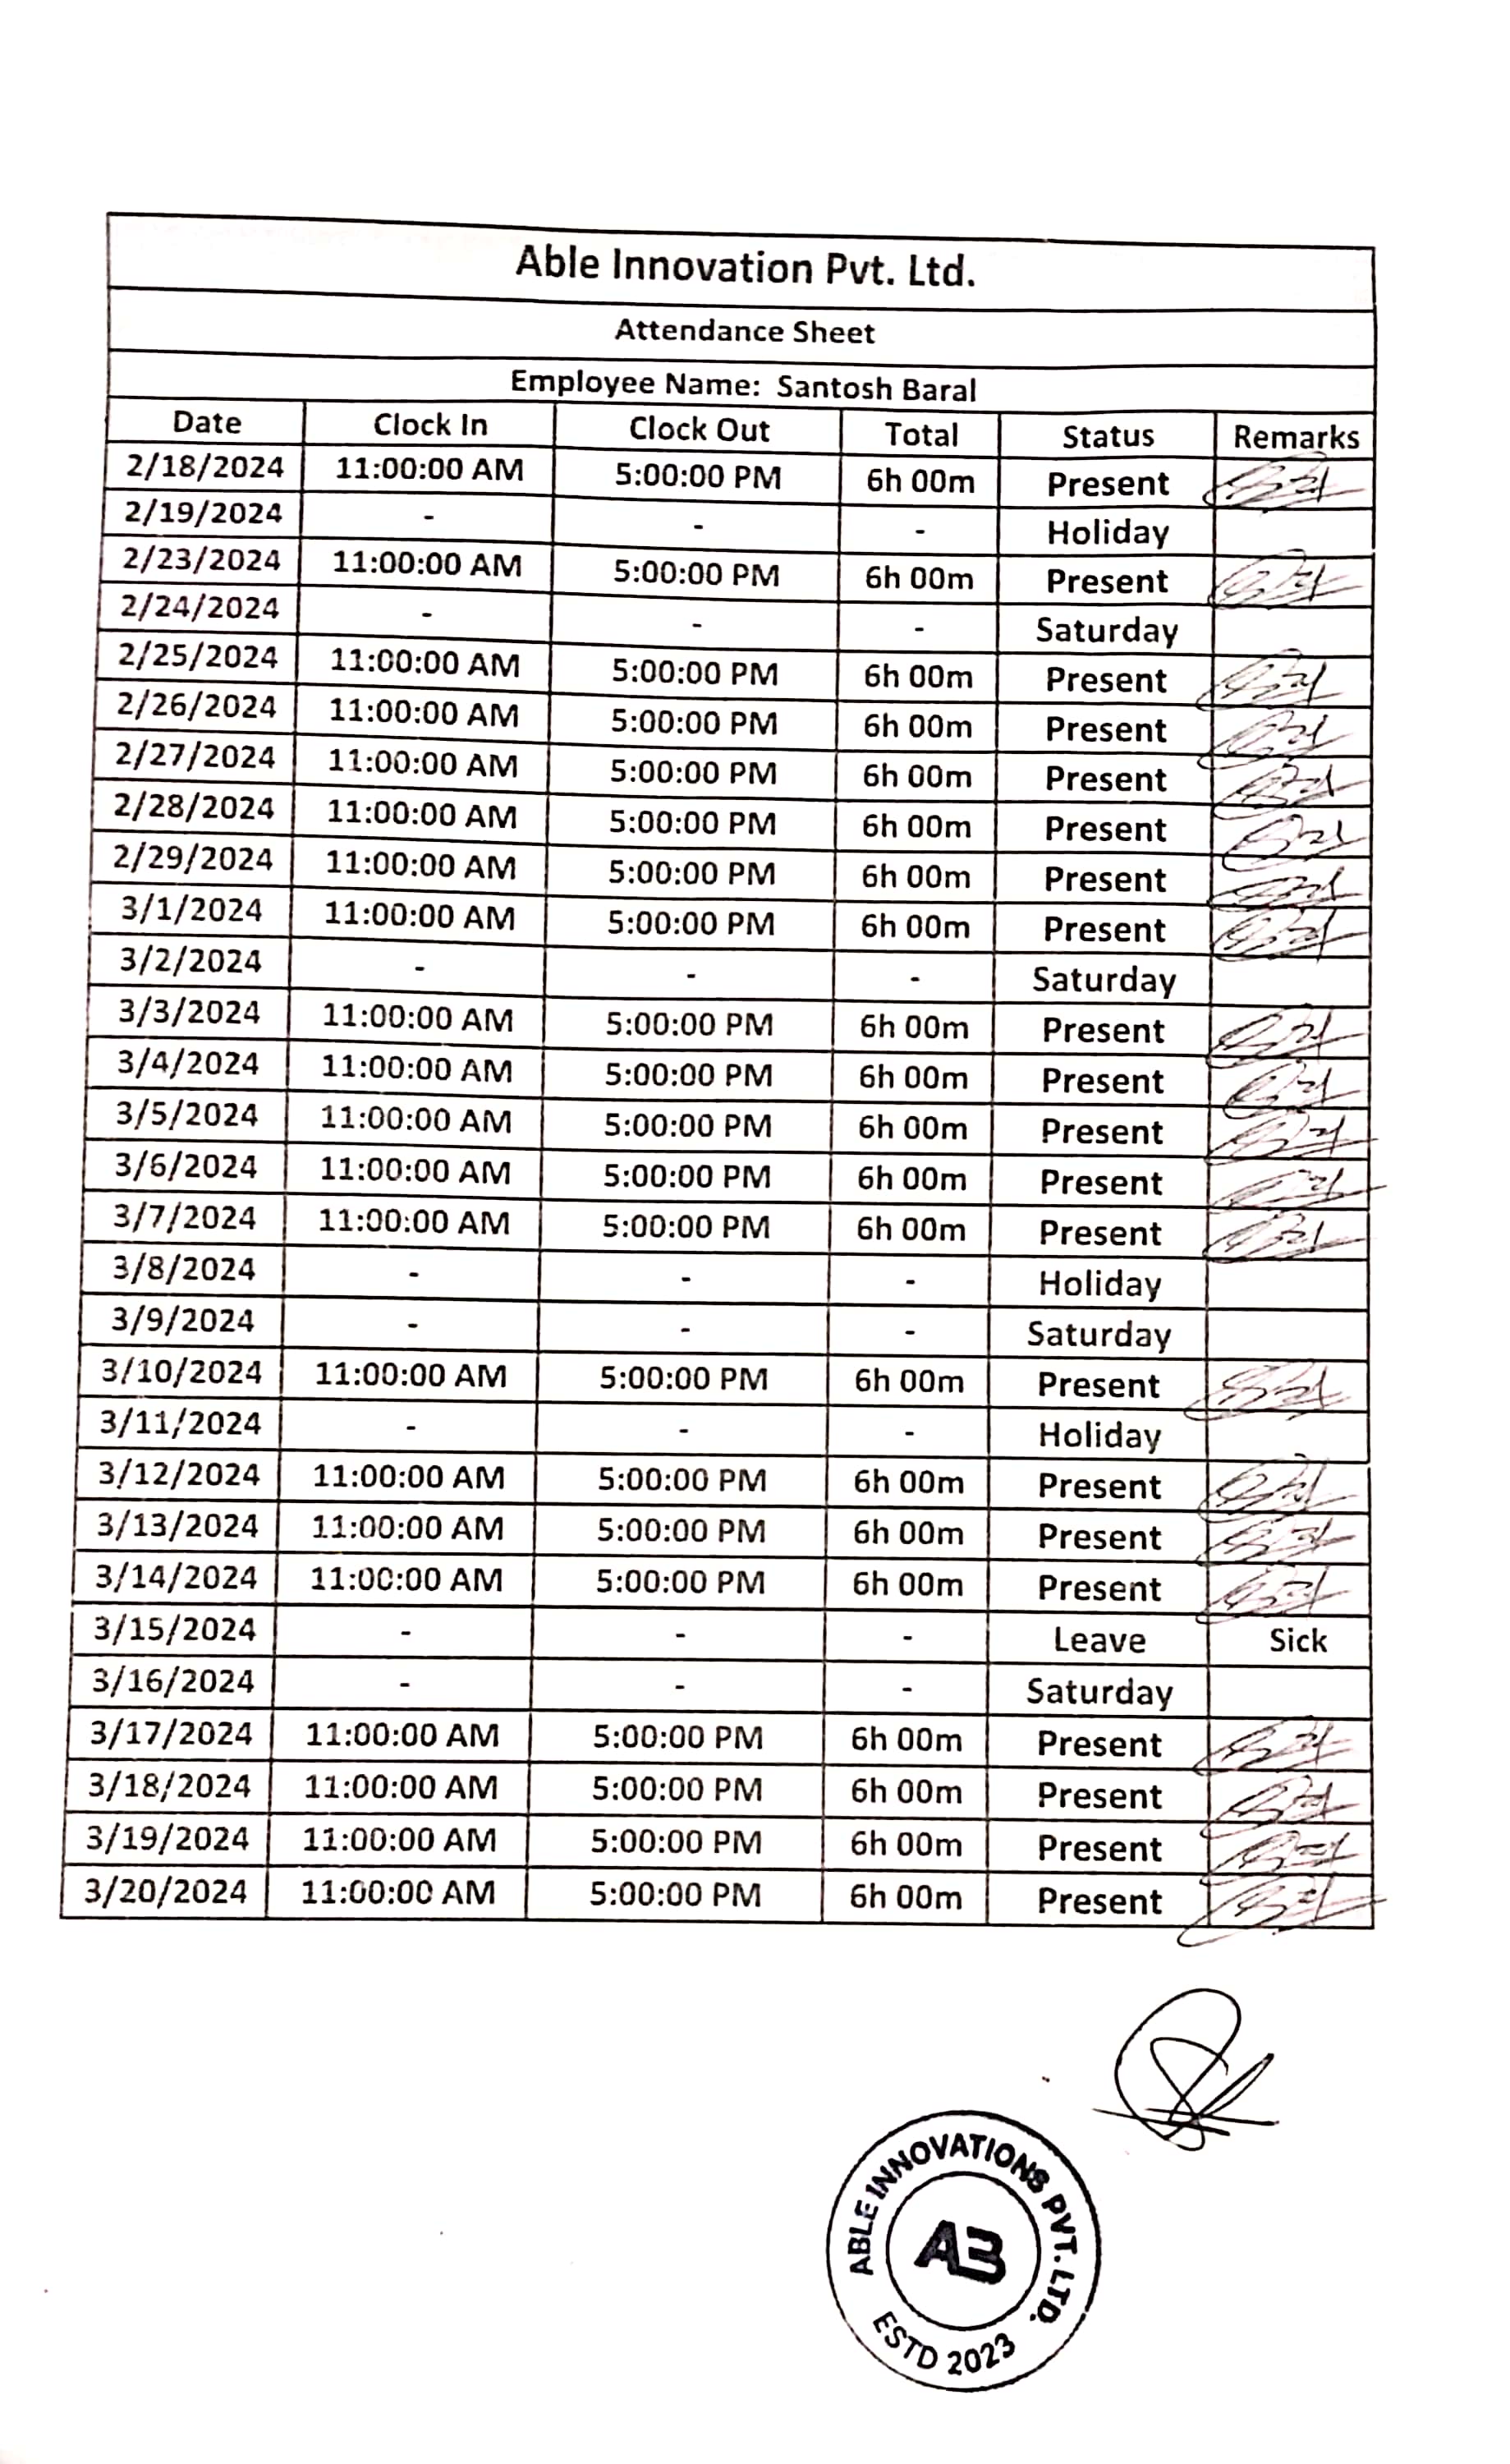 Able Innovation Pvt. Ltd.
Attendance Sheet
Employee Name: Santosh Baral
Date Clock In Clock Out Total Status Remarks
2/18/2024 11:00:00 AM 5:00:00 PM 6h 00m Present
2/19/2024 - - - Holiday
2/23/2024 11:00:00 AM 5:00:00 PM 6h 00m Present
2/24/2024 - - - Saturday
2/25/2024 11:00:00 AM 5:00:00 PM 6h 00m Present
2/26/2024 11:00:00 AM 5:00:00 PM 6h 00m Present
2/27/2024 11:00:00 AM 5:00:00 PM 6h 00m Present
2/28/2024 11:00:00 AM 5:00:00 PM 6h 00m Present
2/29/2024 11:00:00 AM 5:00:00 PM 6h 00m Present
3/1/2024 11:00:00 AM 5:00:00 PM 6h 00m Present
3/2/2024 - - - Saturday
3/3/2024 11:00:00 AM 5:00:00 PM 6h 00m Present
3/4/2024 11:00:00 AM 5:00:00 PM 6h 00m Present
3/5/2024 11:00:00 AM 5:00:00 PM 6h 00m Present
3/6/2024 11:00:00 AM 5:00:00 PM 6h 00m Present
3/7/2024 11:00:00 AM 5:00:00 PM 6h 00m Present
3/8/2024 - - - Holiday
3/9/2024 - - - Saturday
3/10/2024 11:00:00 AM 5:00:00 PM 6h 00m Present
3/11/2024 - - - Holiday
3/12/2024 11:00:00 AM 5:00:00 PM 6h 00m Present
3/13/2024 11:00:00 AM 5:00:00 PM 6h 00m Present
3/14/2024 11:00:00 AM 5:00:00 PM 6h 00m Present
3/15/2024 - - - Leave Sick
3/16/2024 - - - Saturday
3/17/2024 11:00:00 AM 5:00:00 PM 6h 00m Present
3/18/2024 11:00:00 AM 5:00:00 PM 6h 00m Present
3/19/2024 11:00:00 AM 5:00:00 PM 6h 00m Present
3/20/2024 11:00:00 AM 5:00:00 PM 6h 00m Present
ABLE INNOVATIONS PVT. LTD.
AB
ESTD 2023